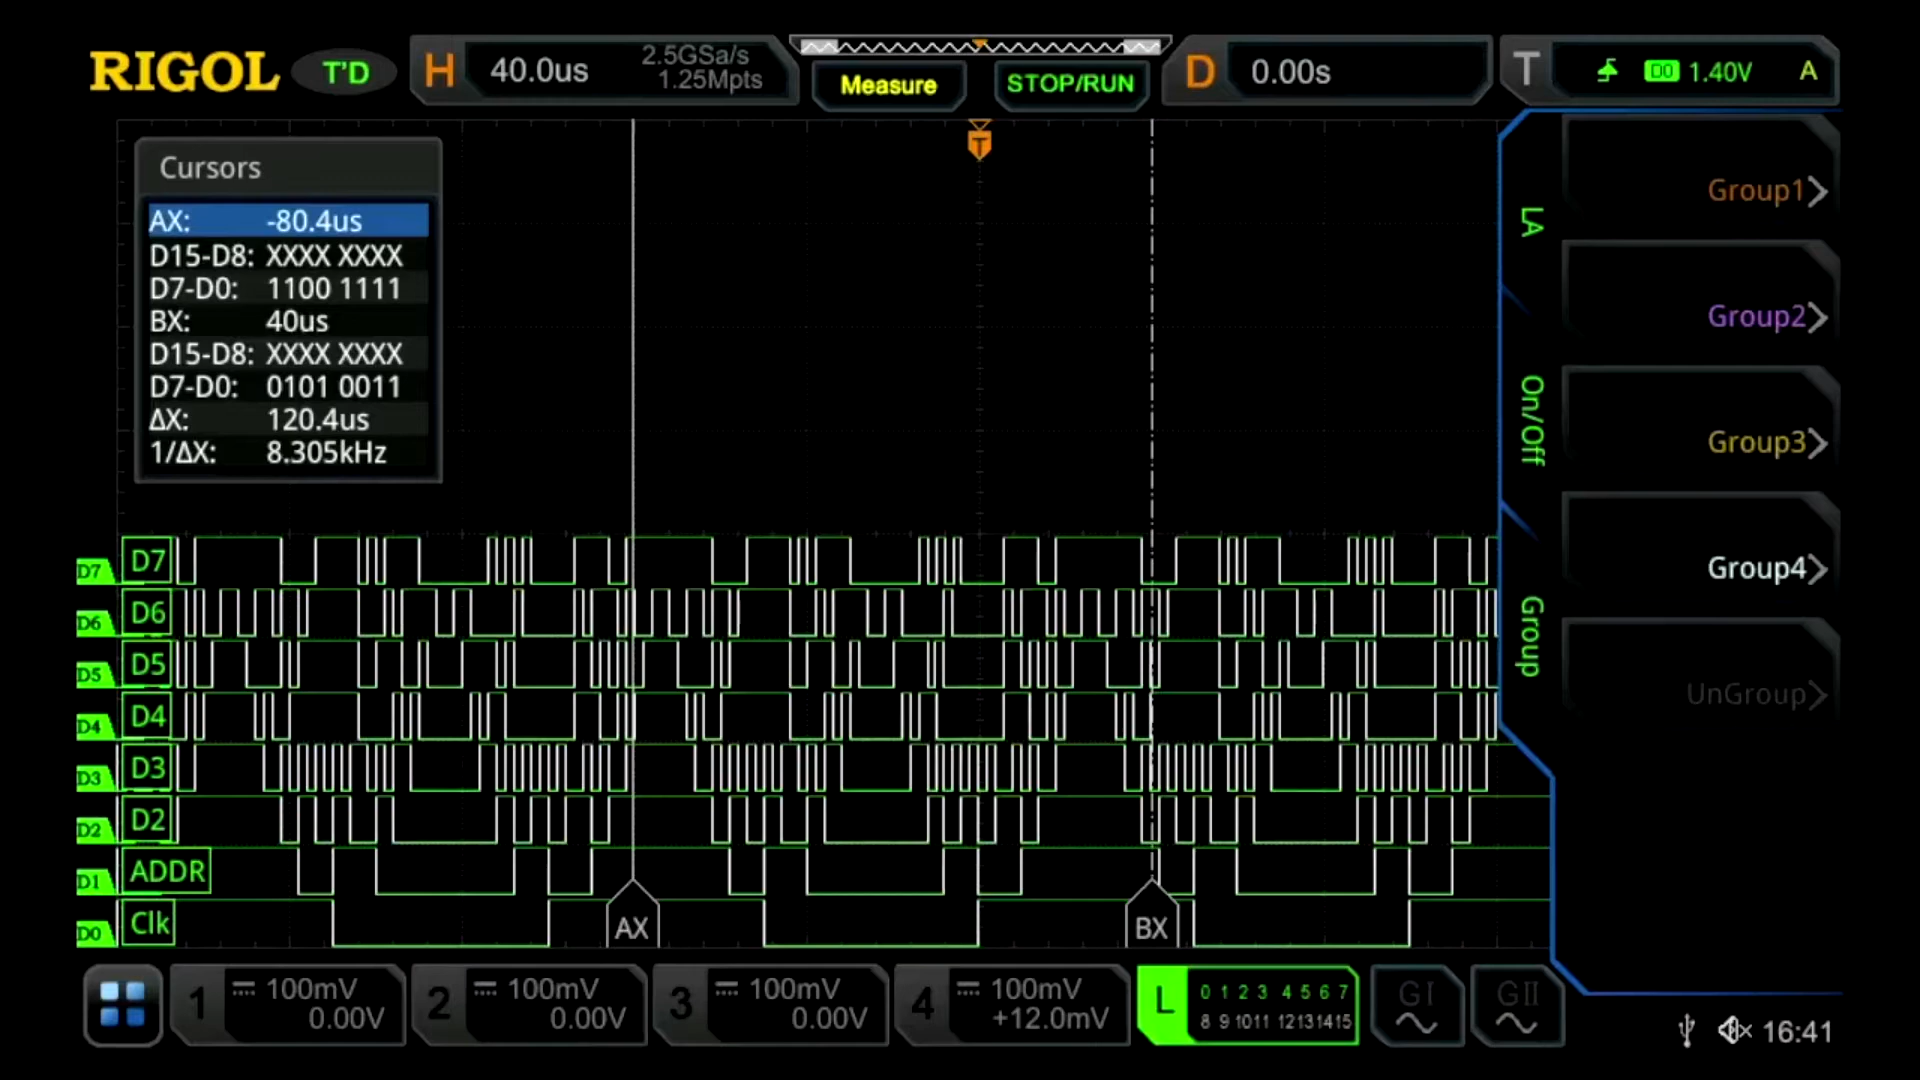 RIGOL T'D H 40.0us 2.5GSa/s 1.25Mpts Measure STOP/RUN D 0.00s T D0 1.40V A
Cursors
AX: -80.4us
D15-D8: XXXX XXXX
D7-D0: 1100 1111
BX: 40us
D15-D8: XXXX XXXX
D7-D0: 0101 0011
ΔX: 120.4us
1/ΔX: 8.305kHz
T
LA
On/Off
Group
Group1
Group2
Group3
Group4
UnGroup
D7 D7
D6 D6
D5 D5
D4 D4
D3 D3
D2 D2
D1 ADDR
D0 Clk
AX
BX
1 100mV 0.00V
2 100mV 0.00V
3 100mV 0.00V
4 100mV +12.0mV
L 0 1 2 3 4 5 6 7
8 9 10 11 12 13 14 15
GI
GII
16:41